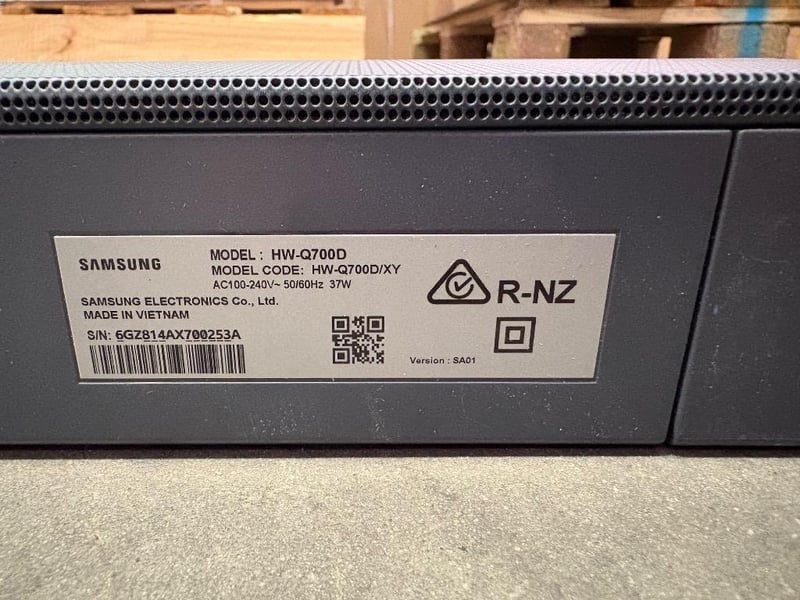 SAMSUNG
MODEL : HW-Q700D
MODEL CODE: HW-Q700D/XY
AC100-240V~ 50/60Hz 37W
SAMSUNG ELECTRONICS Co., Ltd.
MADE IN VIETNAM
S/N: 6GZ814AX700253A
R-NZ
Version : SA01